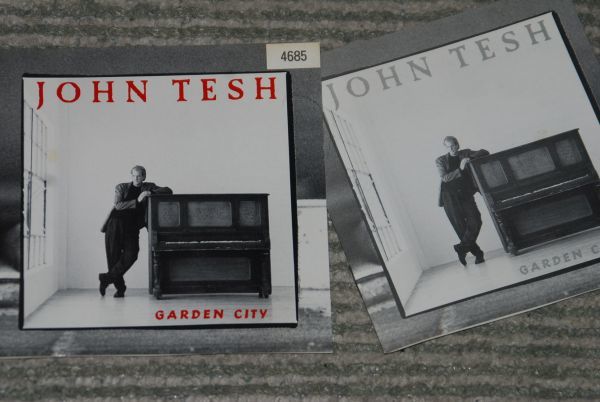 4685
JOHN TESH
GARDEN CITY
JOHN TESH
GARDEN C